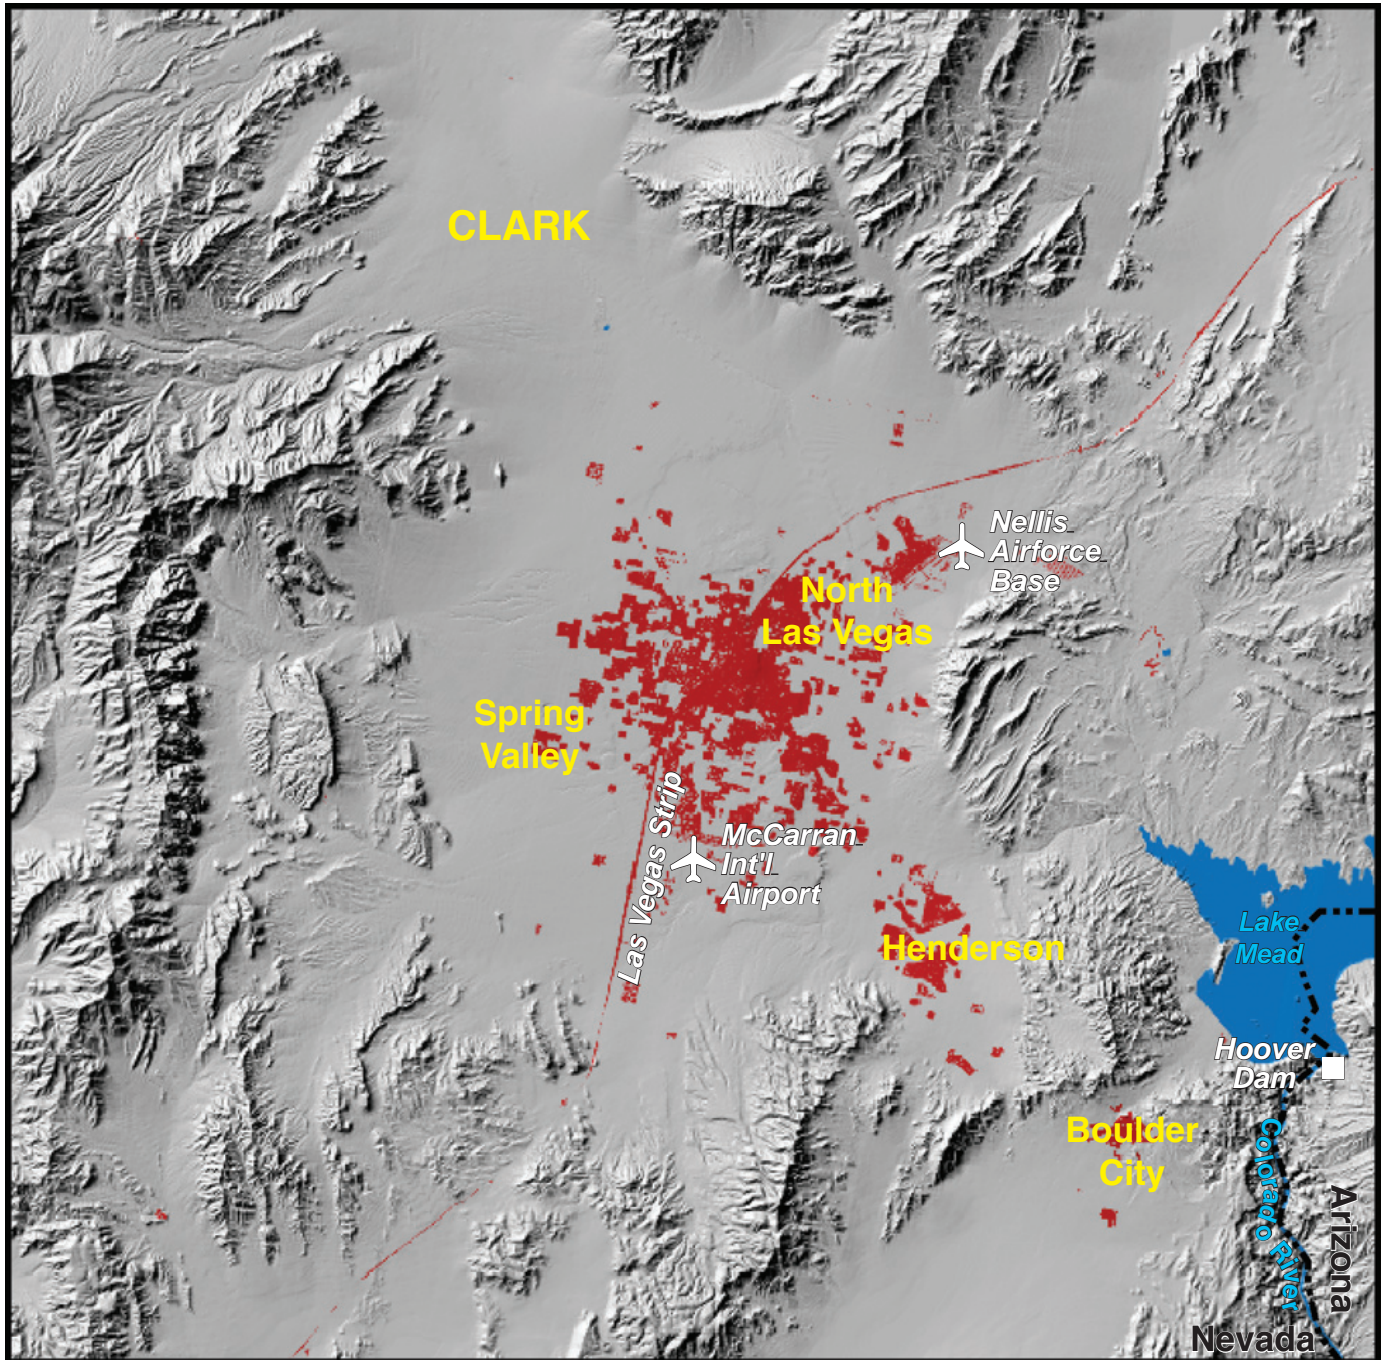 CLARK
Nellis
Airforce
Base
North
Las Vegas
Spring
Valley
Las Vegas Strip
McCarran
Int'l
Airport
Henderson
Lake
Mead
Hoover
Dam
Boulder
City
Colorado River
Arizona
Nevada